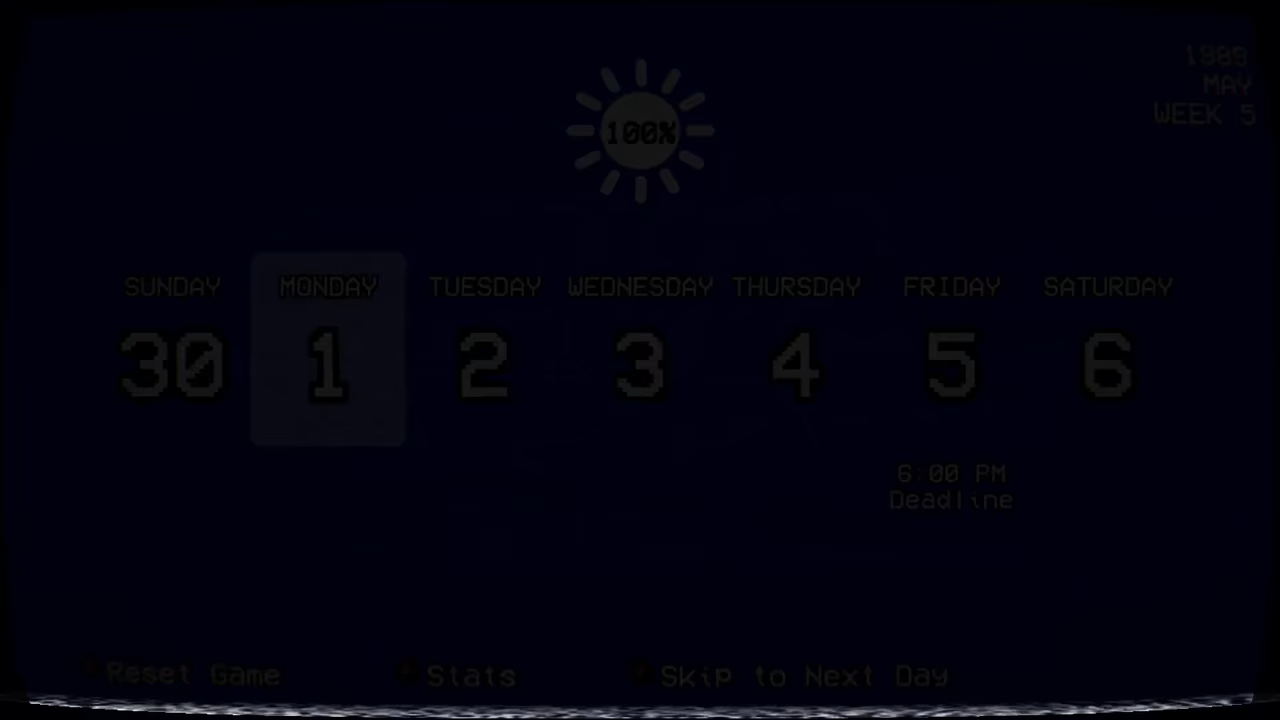 1989
MAY
WEEK 5
100%
SUNDAY MONDAY TUESDAY WEDNESDAY THURSDAY FRIDAY SATURDAY
30 1 2 3 4 5 6
6:00 PM
Deadline
Reset Game Stats Skip to Next Day